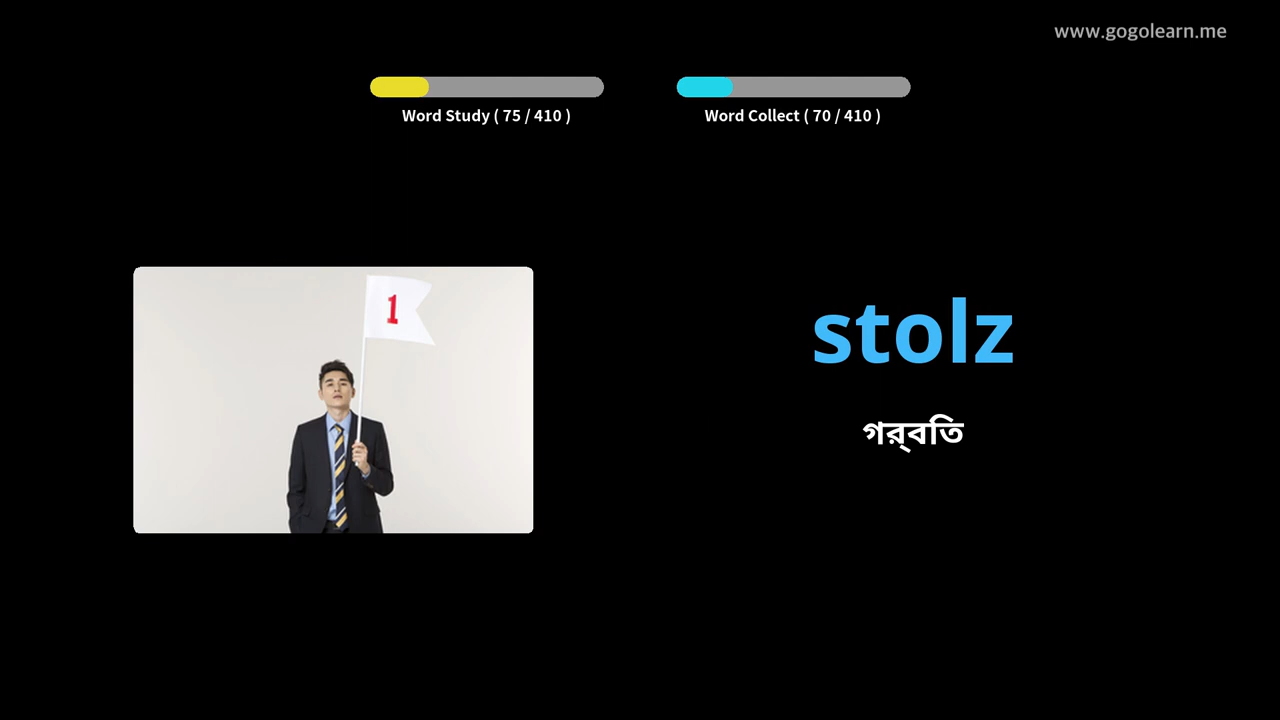 www.gogolearn.me
Word Study ( 75 / 410 )
Word Collect ( 70 / 410 )
1
stolz
গর্বিত